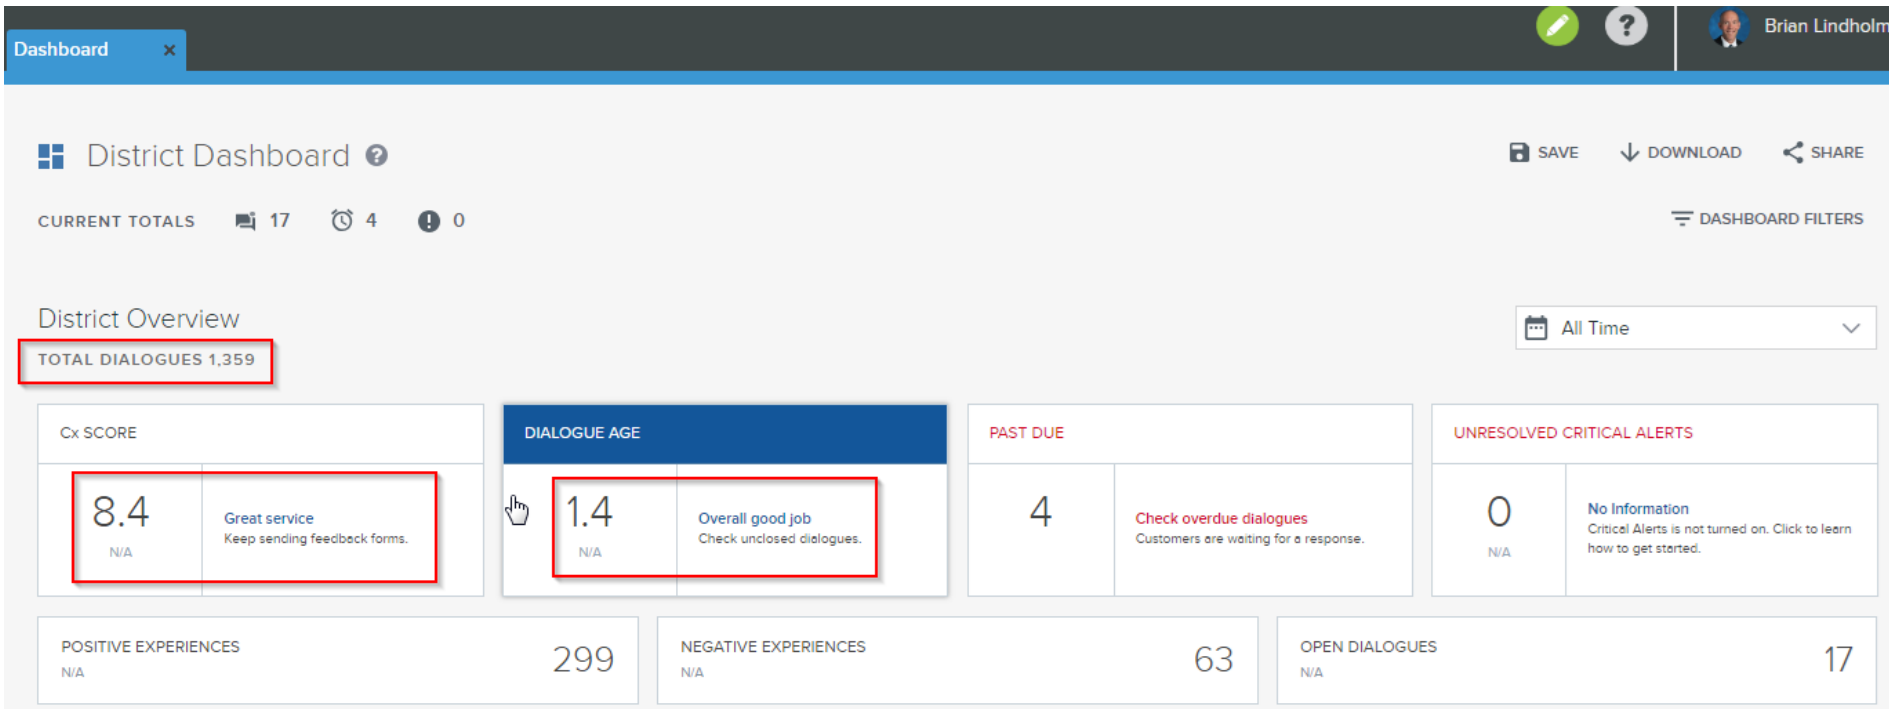 Dashboard ×
? Brian Lindholm
District Dashboard ?
SAVE DOWNLOAD SHARE
CURRENT TOTALS 17 4 0
DASHBOARD FILTERS
District Overview
All Time
TOTAL DIALOGUES 1,359
Cx SCORE
8.4
N/A
Great service
Keep sending feedback forms.
DIALOGUE AGE
1.4
N/A
Overall good job
Check unclosed dialogues.
PAST DUE
4
Check overdue dialogues
Customers are waiting for a response.
UNRESOLVED CRITICAL ALERTS
0
N/A
No Information
Critical Alerts is not turned on. Click to learn
how to get started.
POSITIVE EXPERIENCES
N/A
299
NEGATIVE EXPERIENCES
N/A
63
OPEN DIALOGUES
N/A
17